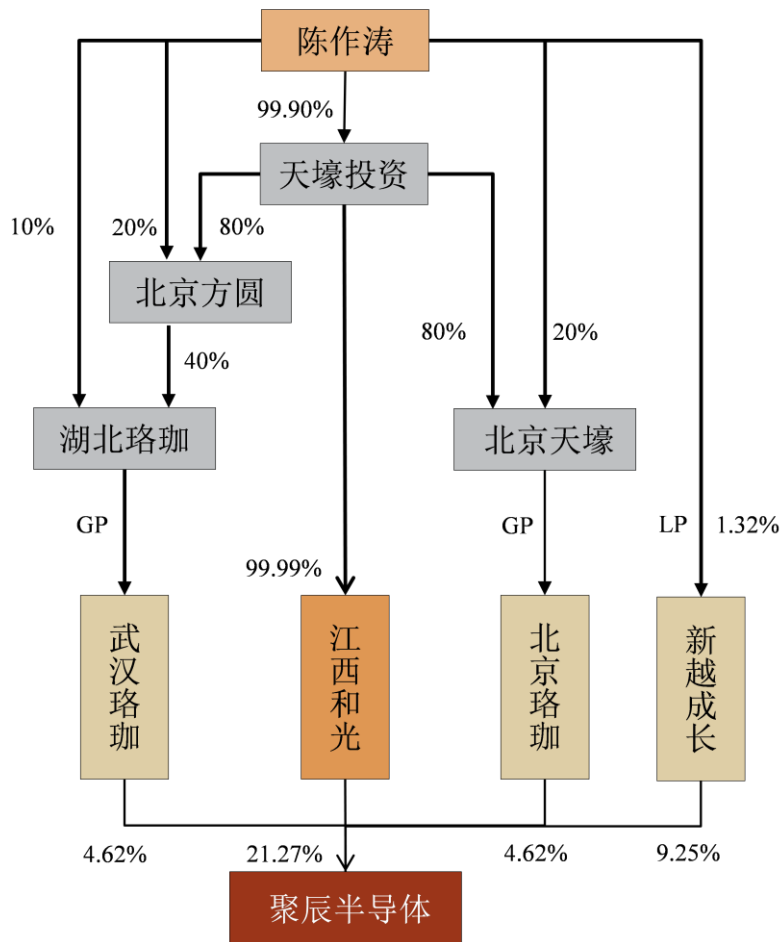 陈作涛
99.90%
天壕投资
10%
20%
80%
北京方圆
40%
80%
20%
湖北珞珈
北京天壕
GP
GP
LP
1.32%
99.99%
武汉珞珈
江西和光
北京珞珈
新越成长
4.62%
21.27%
4.62%
9.25%
聚辰半导体